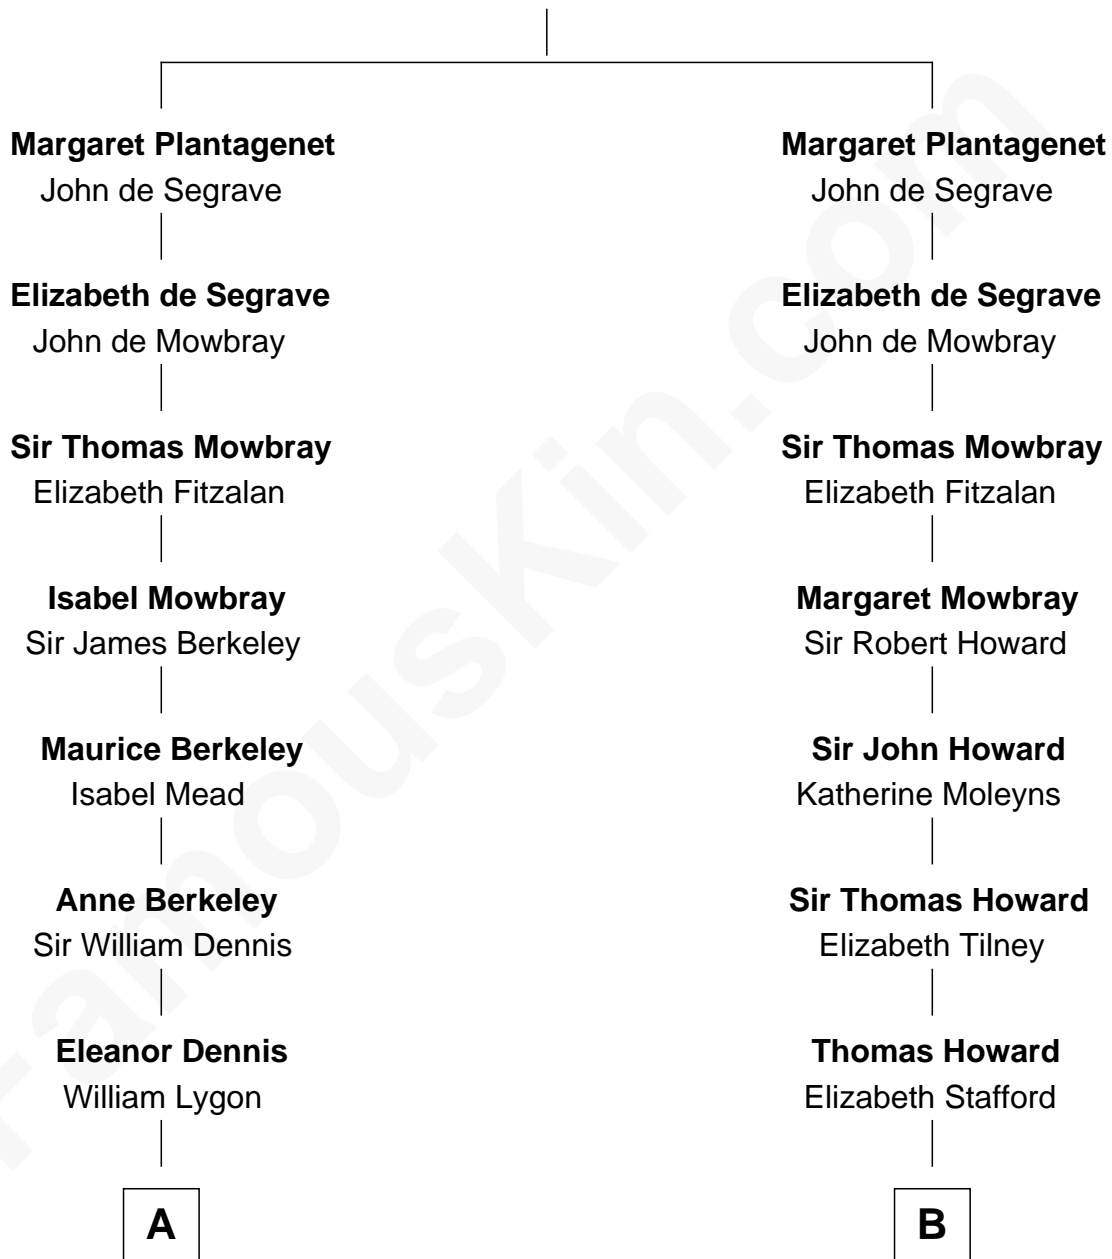 Margaret Plantagenet
John de Segrave
Elizabeth de Segrave
John de Mowbray
Sir Thomas Mowbray
Elizabeth Fitzalan
Isabel Mowbray
Sir James Berkeley
Maurice Berkeley
Isabel Mead
Anne Berkeley
Sir William Dennis
Eleanor Dennis
William Lygon
A
Margaret Plantagenet
John de Segrave
Elizabeth de Segrave
John de Mowbray
Sir Thomas Mowbray
Elizabeth Fitzalan
Margaret Mowbray
Sir Robert Howard
Sir John Howard
Katherine Moleyns
Sir Thomas Howard
Elizabeth Tilney
Thomas Howard
Elizabeth Stafford
B
FamousKin.com